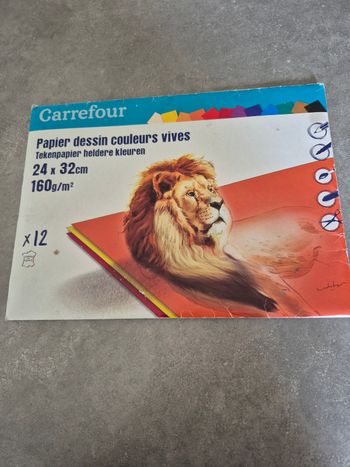 Carrefour
Papier dessin couleurs vives
Tekenpapier heldere kleuren
24 x 32cm
160g/m²
x12